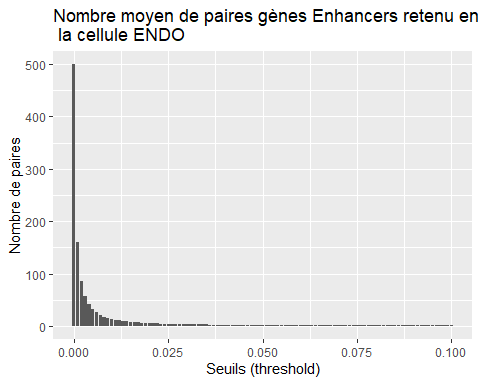 Nombre moyen de paires gènes Enhancers retenu en
la cellule ENDO
500
400
300
200
100
0
Nombre de paires
0.000
0.025
0.050
0.075
0.100
Seuils (threshold)